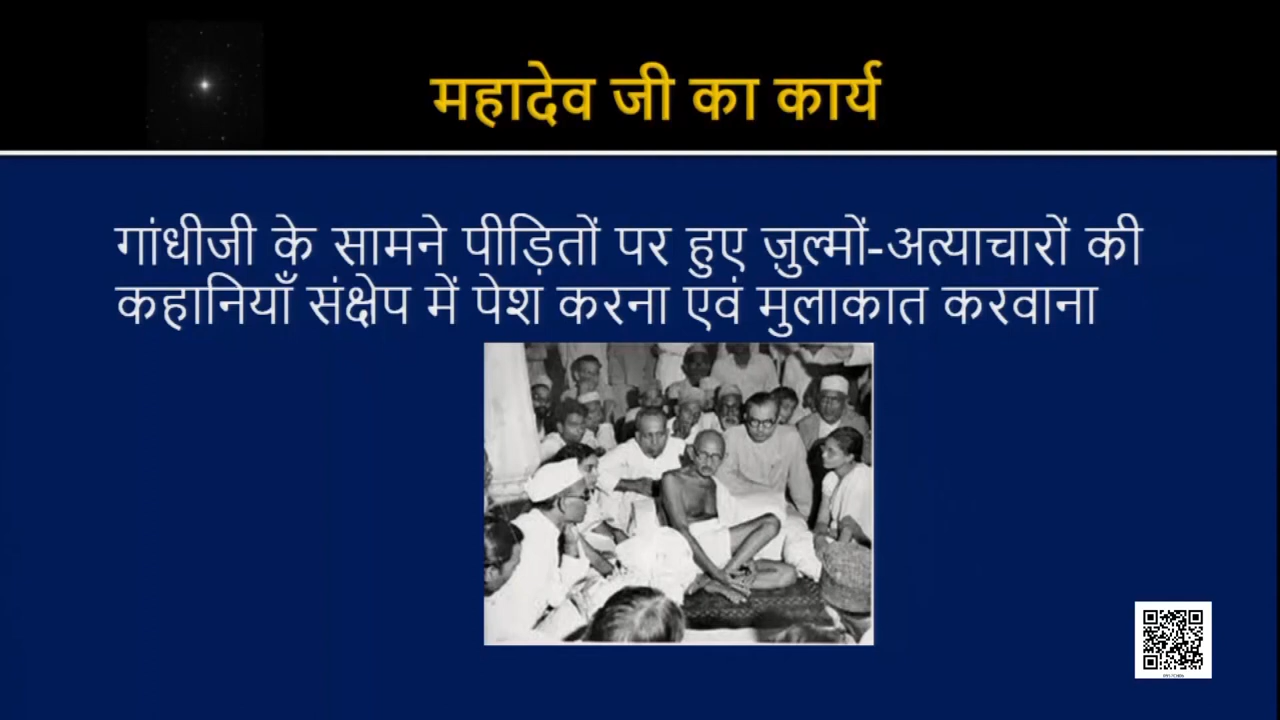 महादेव जी का कार्य
गांधीजी के सामने पीड़ितों पर हुए ज़ुल्मों-अत्याचारों की
कहानियाँ संक्षेप में पेश करना एवं मुलाकात करवाना